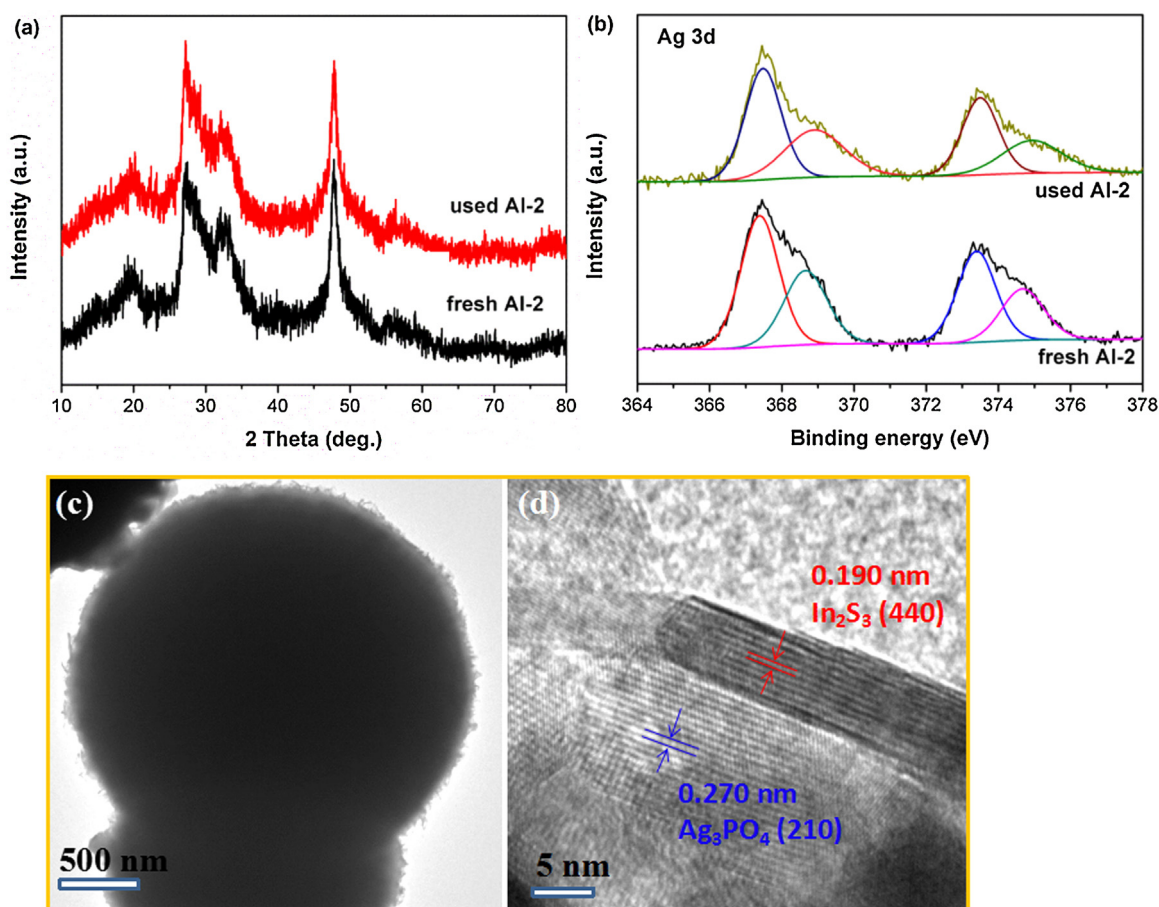 (a)
Intensity (a.u.)
used AI-2
fresh AI-2
10 20 30 40 50 60 70 80
2 Theta (deg.)
(b)
Ag 3d
Intensity (a.u.)
used AI-2
fresh AI-2
364 366 368 370 372 374 376 378
Binding energy (eV)
(c)
500 nm
(d)
0.190 nm
In₂S₃ (440)
0.270 nm
Ag₃PO₄ (210)
5 nm